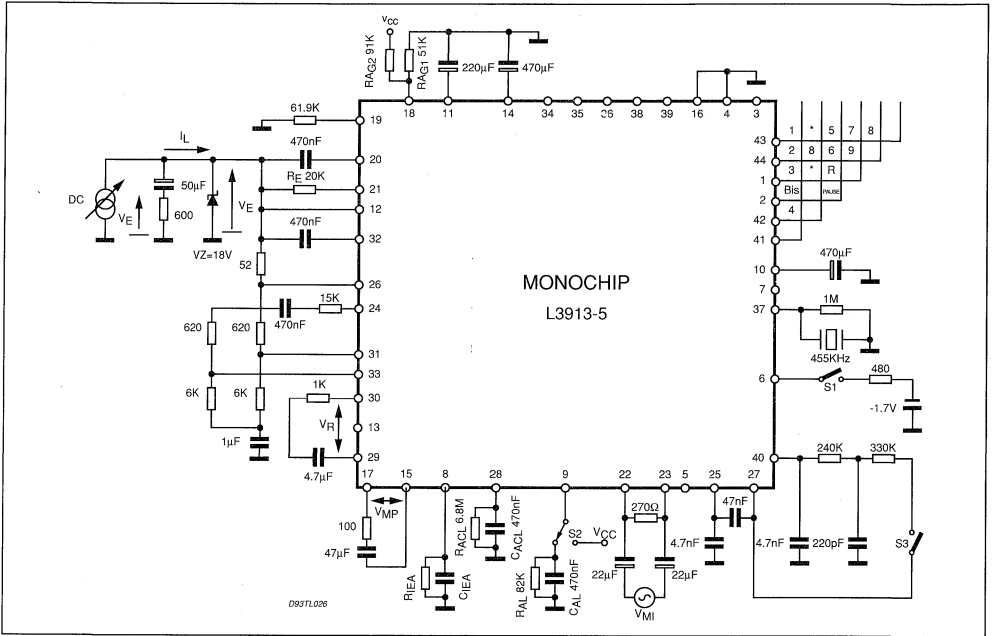 VCC
RAG2 91K
RAG1 51K
220µF
470µF
18
11
14
34
35
36
38
39
16
4
3
61.9K
19
470nF
20
RE 20K
21
12
470nF
32
52
26
15K
24
470nF
620
620
31
33
6K
6K
1K
30
VR
13
1µF
4.7µF
29
IL
DC
VE
50µF
600
VE
VZ=18V
MONOCHIP
L3913-5
43
1 * 5 7 8
44
2 8 6 9
1
3 * R
2
Bis PAUSE
42
4
41
10
470µF
7
37
1M
455KHz
6
S1
480
-1.7V
40
240K
330K
17
15
8
28
9
22
23
5
25
27
VMP
100
47µF
RIEA
CIEA
RACL 6.8M
CACL 470nF
S2
VCC
RAL 82K
CAL 470nF
270Ω
22µF
22µF
VMI
47nF
4.7nF
4.7nF
220pF
S3
D93TL026